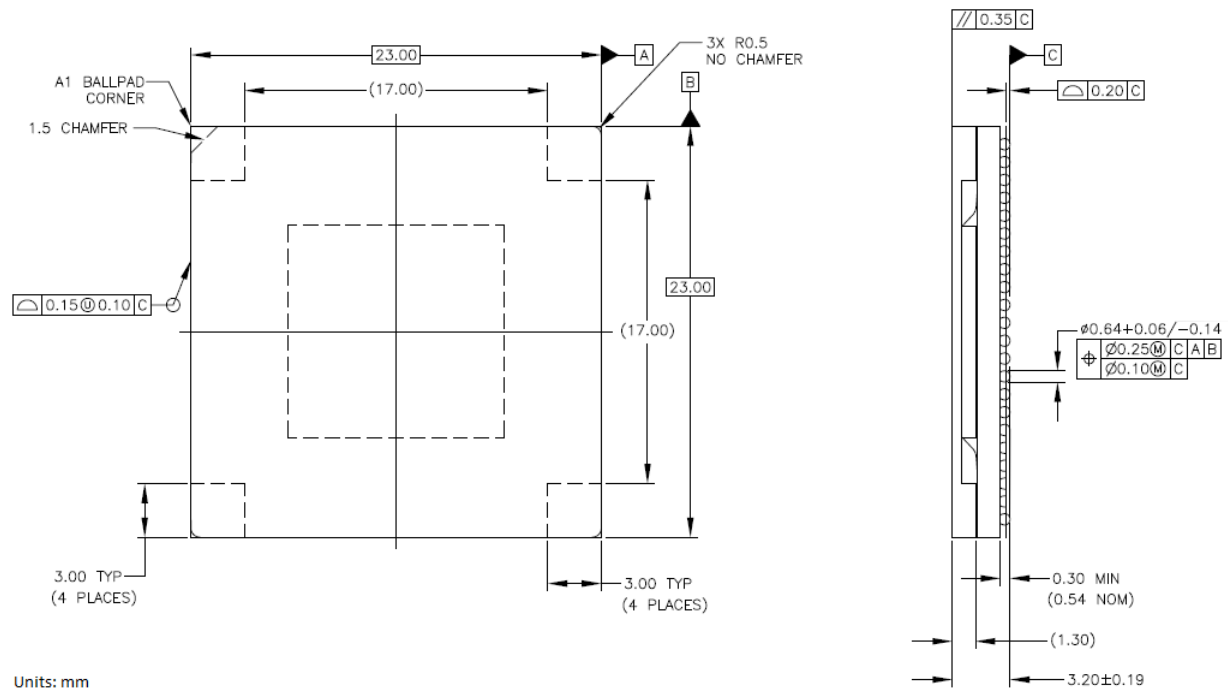 // 0.35 C
23.00
A
3X R0.5
NO CHAMFER
C
A1 BALLPAD
CORNER
(17.00)
B
⌓ 0.20 C
1.5 CHAMFER
23.00
⌓ 0.15Ⓤ0.10 C
(17.00)
ø0.64+0.06/-0.14
⌖ Ø0.25Ⓜ C A B
Ø0.10Ⓜ C
3.00 TYP
(4 PLACES)
3.00 TYP
(4 PLACES)
0.30 MIN
(0.54 NOM)
(1.30)
3.20±0.19
Units: mm